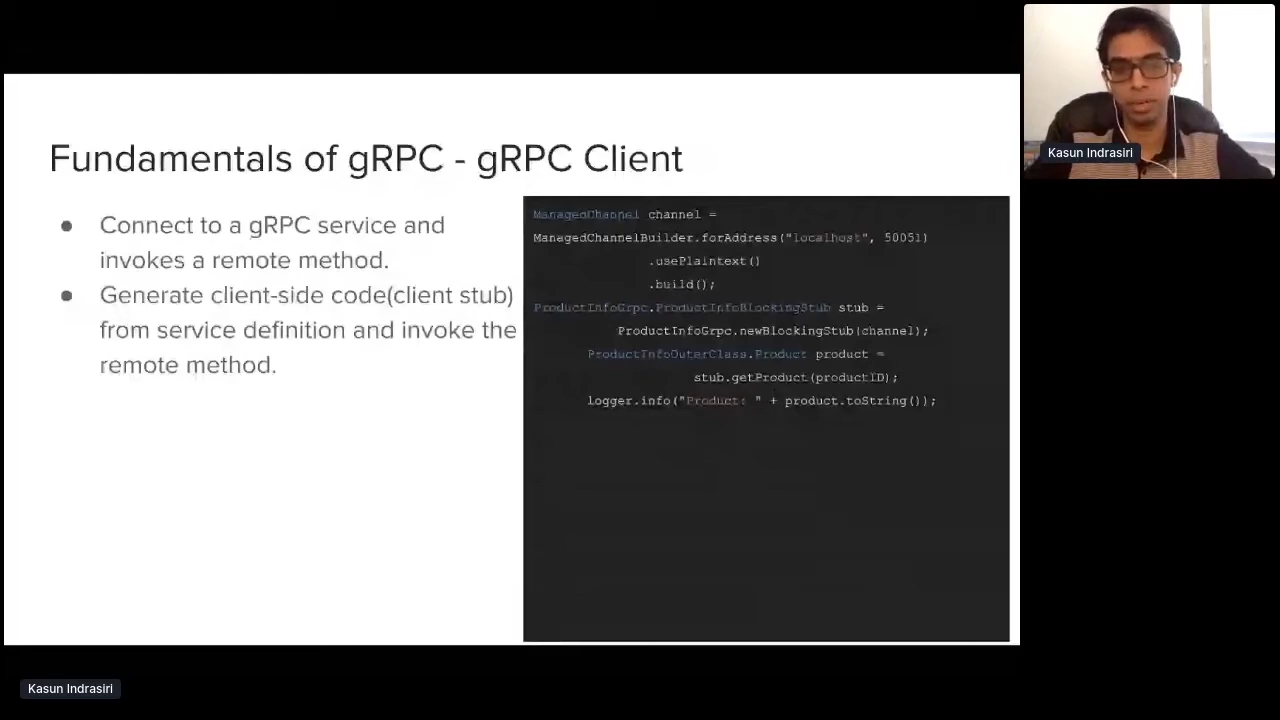 Fundamentals of gRPC - gRPC Client
● Connect to a gRPC service and
invokes a remote method.
● Generate client-side code(client stub)
from service definition and invoke the
remote method.
ManagedChannel channel =
ManagedChannelBuilder.forAddress("localhost", 50051)
.usePlaintext()
.build();
ProductInfoGrpc.ProductInfoBlockingStub stub =
ProductInfoGrpc.newBlockingStub(channel);
ProductInfoOuterClass.Product product =
stub.getProduct(productID);
logger.info("Product: " + product.toString());
Kasun Indrasiri
Kasun Indrasiri